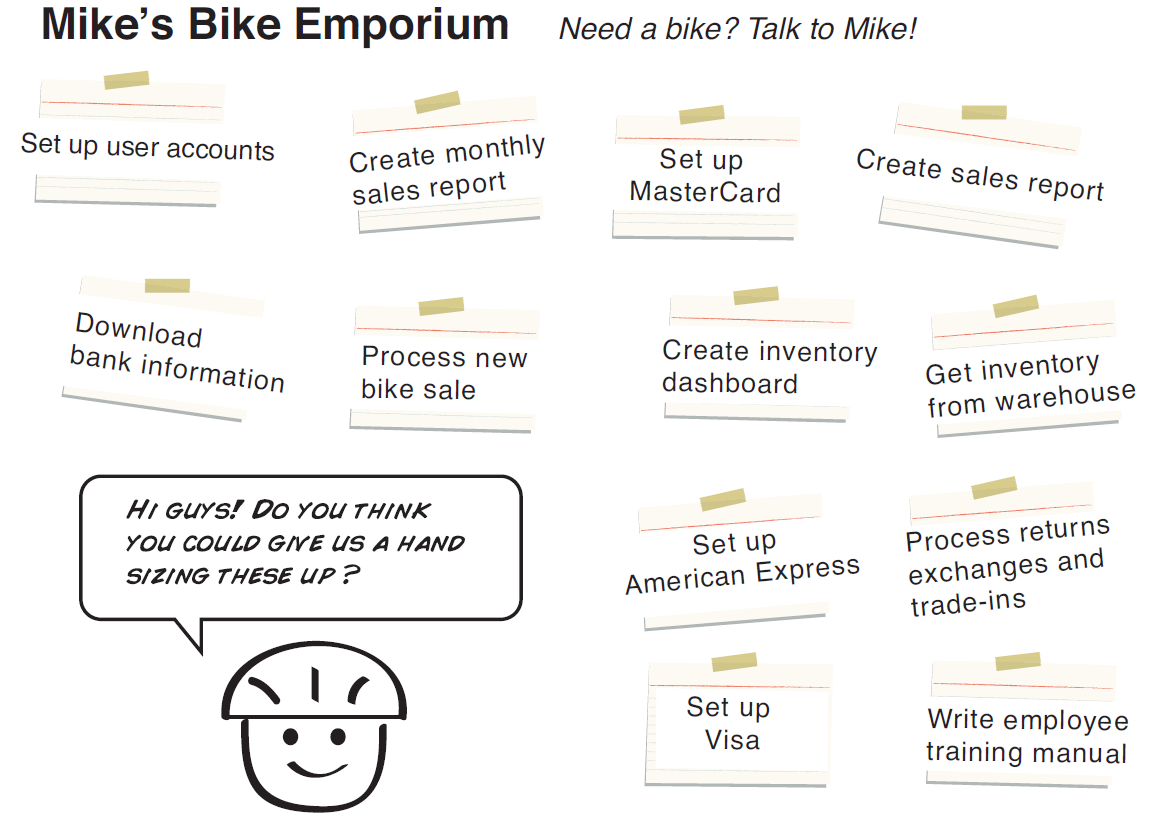 Mike's Bike Emporium
Need a bike? Talk to Mike!
Set up user accounts
Create monthly
sales report
Set up
MasterCard
Create sales report
Download
bank information
Process new
bike sale
Create inventory
dashboard
Get inventory
from warehouse
Hi guys! Do you think
you could give us a hand
sizing these up?
Set up
American Express
Process returns
exchanges and
trade-ins
Set up
Visa
Write employee
training manual